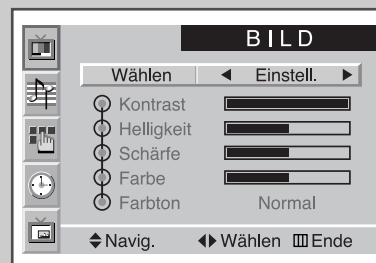 BILD
Wählen ◀ Einstell. ▶
Kontrast
Helligkeit
Schärfe
Farbe
Farbton Normal
Navig. Wählen Ende